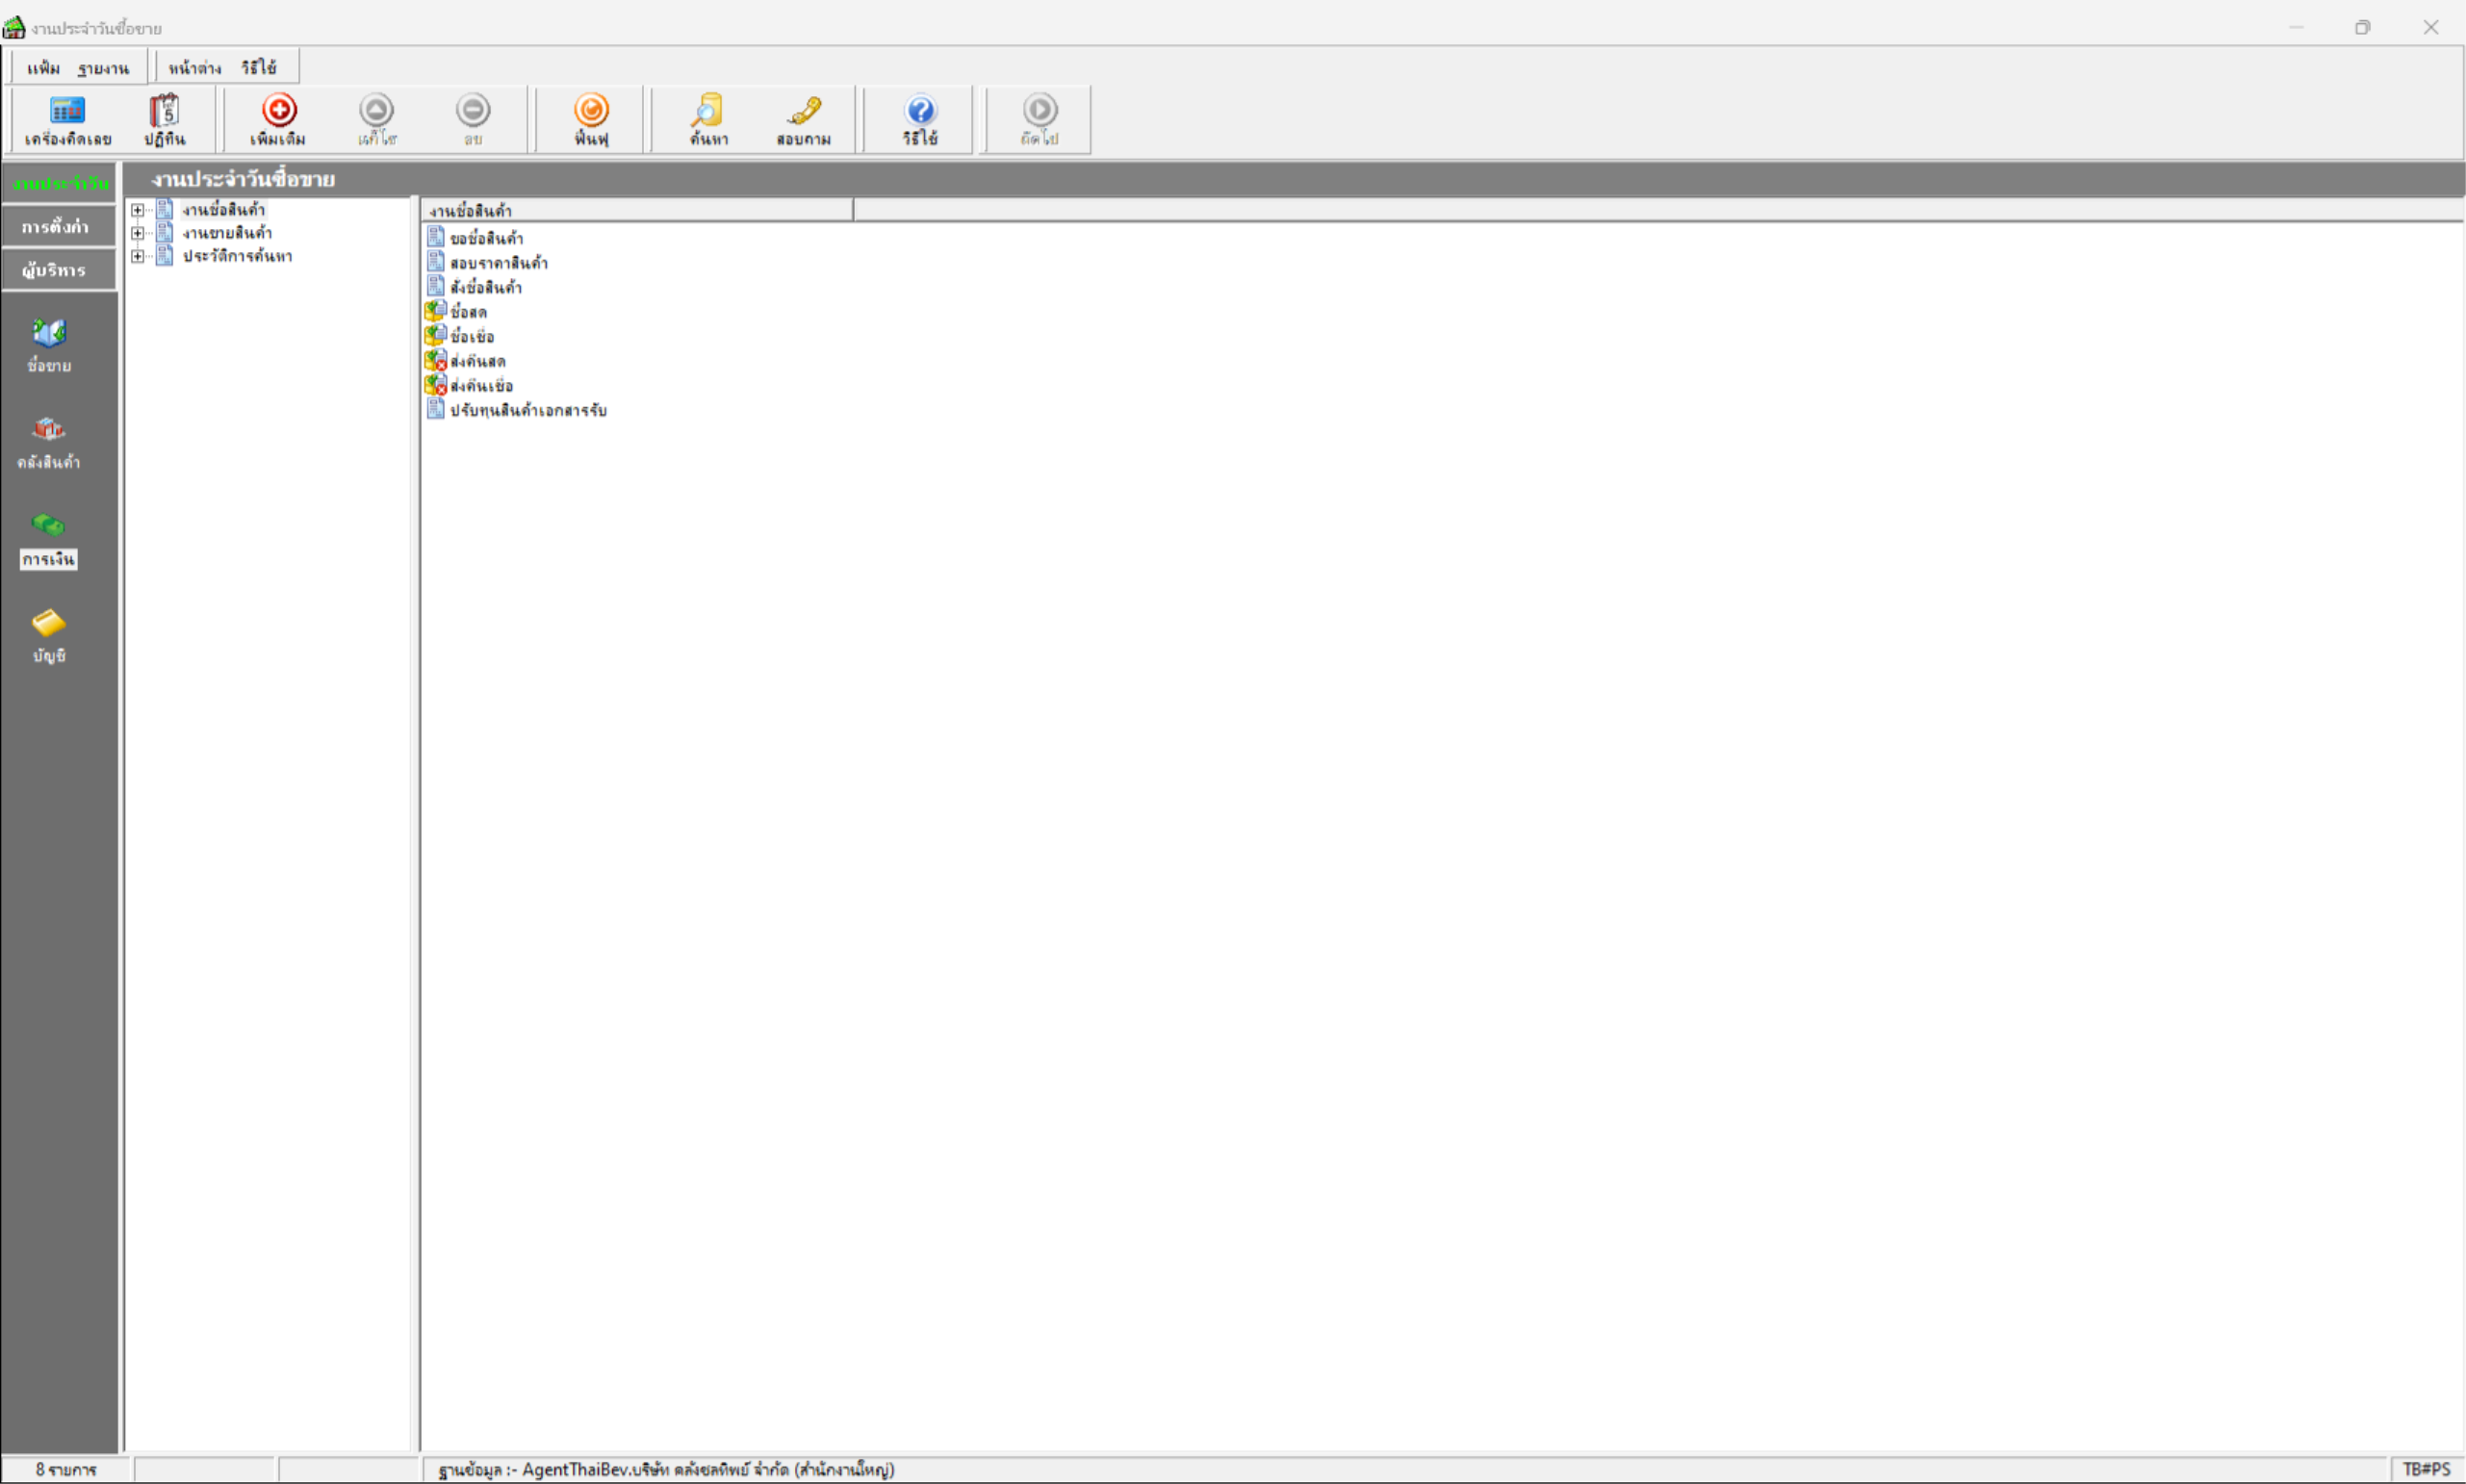 งานประจำวันซื้อขาย
แฟ้ม รายงาน หน้าต่าง วิธีใช้
เครื่องคิดเลข ปฏิทิน เพิ่มเติม แก้ไข ลบ ฟื้นฟู ค้นหา สอบถาม วิธีใช้ ถัดไป
งานประจำวัน
งานประจำวันซื้อขาย
การตั้งค่า
ผู้บริหาร
ซื้อขาย
คลังสินค้า
การเงิน
บัญชี
งานซื้อสินค้า
งานขายสินค้า
ประวัติการค้นหา
งานซื้อสินค้า
ขอซื้อสินค้า
สอบราคาสินค้า
สั่งซื้อสินค้า
ซื้อสด
ซื้อเชื่อ
ส่งคืนสด
ส่งคืนเชื่อ
ปรับทุนสินค้าเอกสารรับ
8 รายการ
ฐานข้อมูล :- AgentThaiBev.บริษัท คลังชลทิพย์ จำกัด (สำนักงานใหญ่)
TB#PS